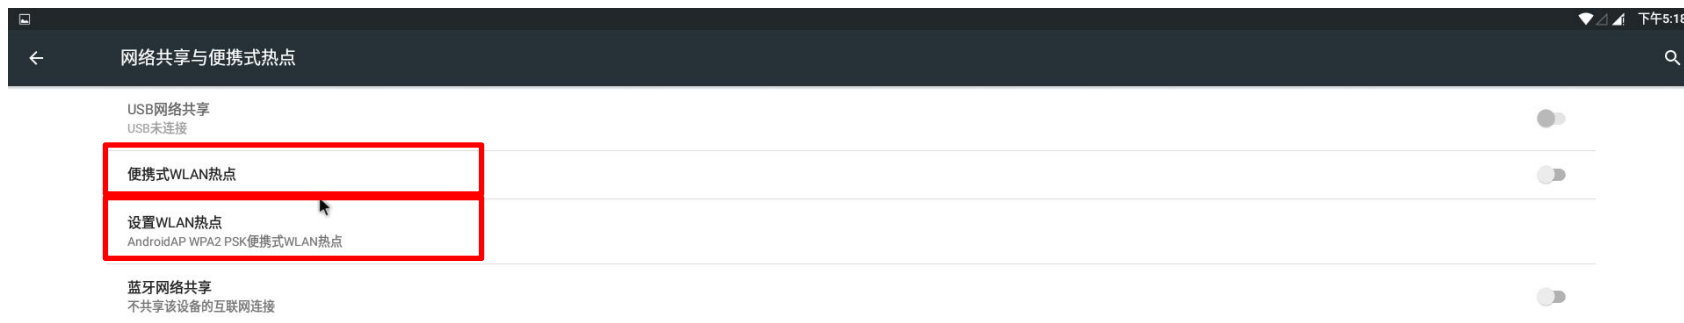 下午5:18
网络共享与便携式热点
USB网络共享
USB未连接
便携式WLAN热点
设置WLAN热点
AndroidAP WPA2 PSK便携式WLAN热点
蓝牙网络共享
不共享该设备的互联网连接